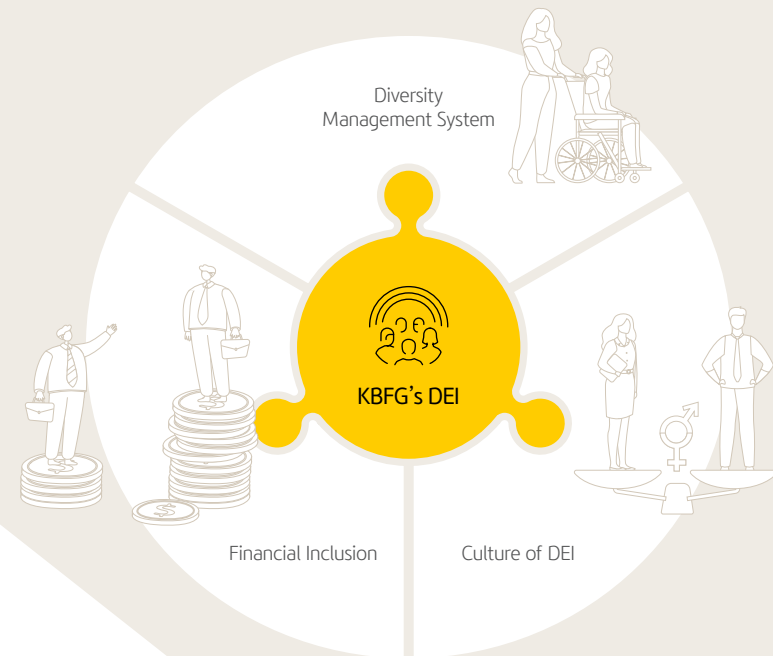 Diversity
Management System
KBFG's DEI
Financial Inclusion
Culture of DEI